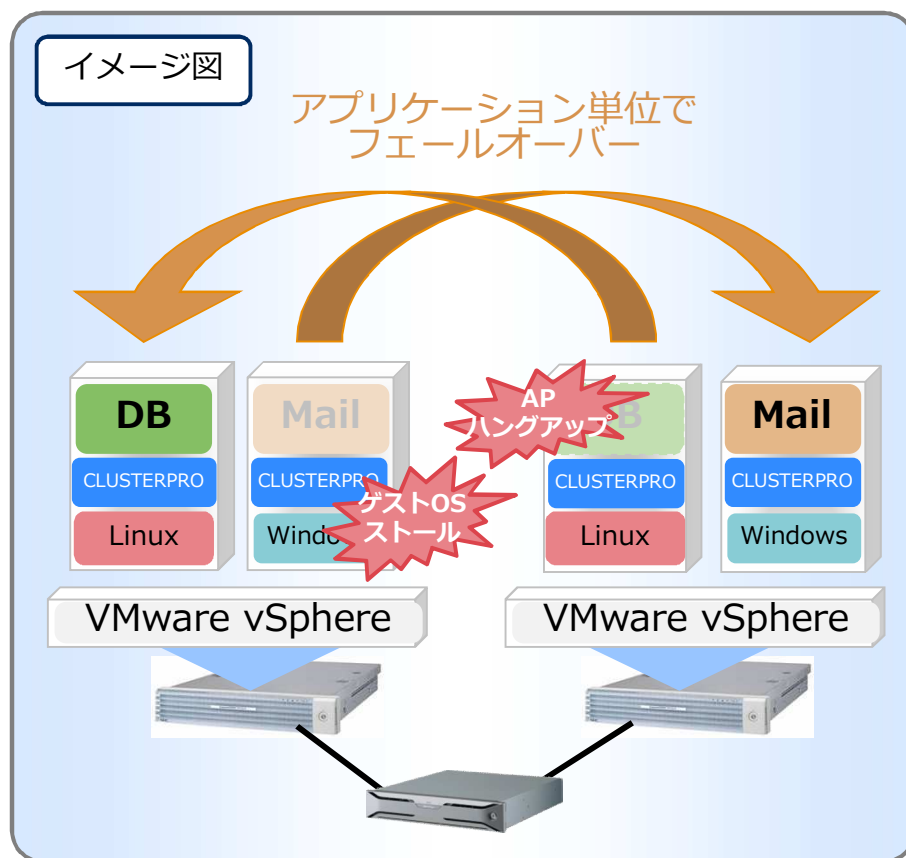 イメージ図
アプリケーション単位で
フェールオーバー
DB
Mail
AP
ハングアップ
B
Mail
CLUSTERPRO
CLUSTERPRO
CLUSTERPRO
CLUSTERPRO
ゲストOS
ストール
Linux
Windo
Linux
Windows
VMware vSphere
VMware vSphere